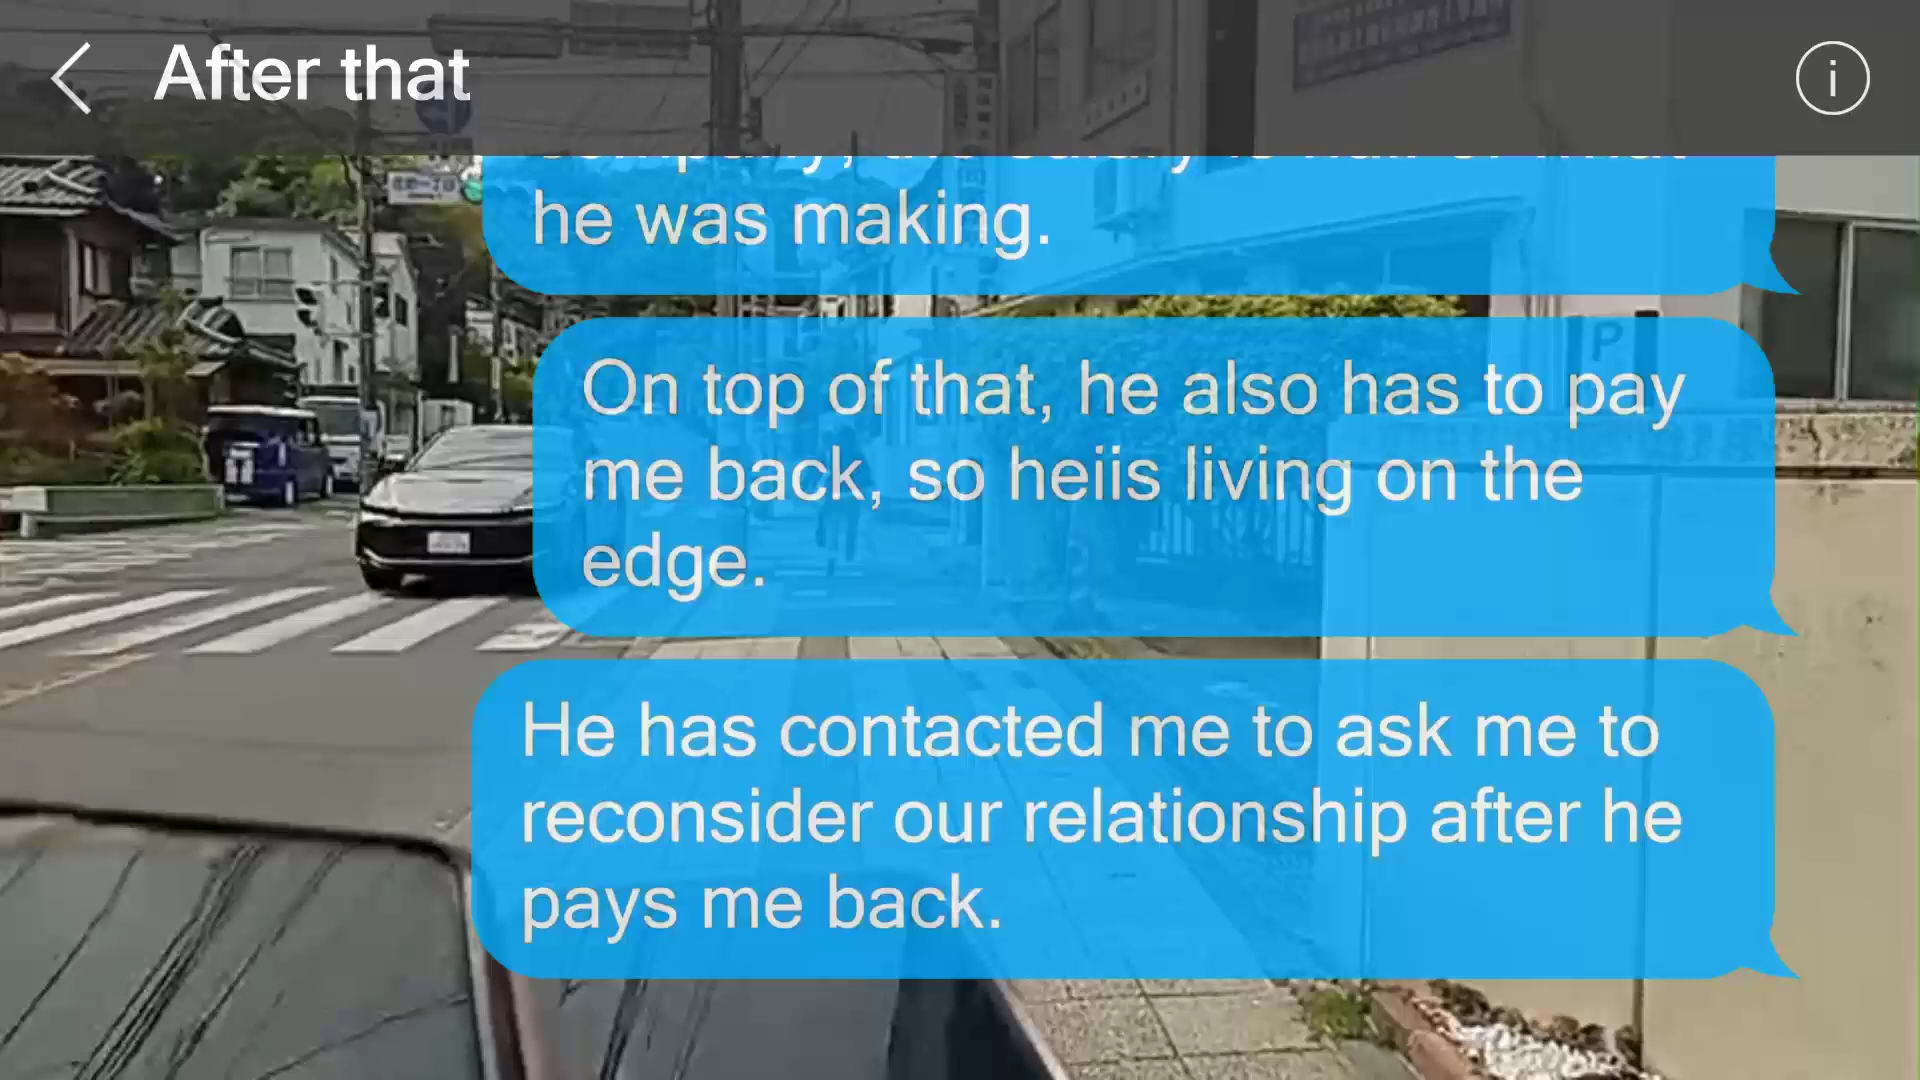 After that
he was making.
On top of that, he also has to pay
me back, so heiis living on the
edge.
He has contacted me to ask me to
reconsider our relationship after he
pays me back.
P